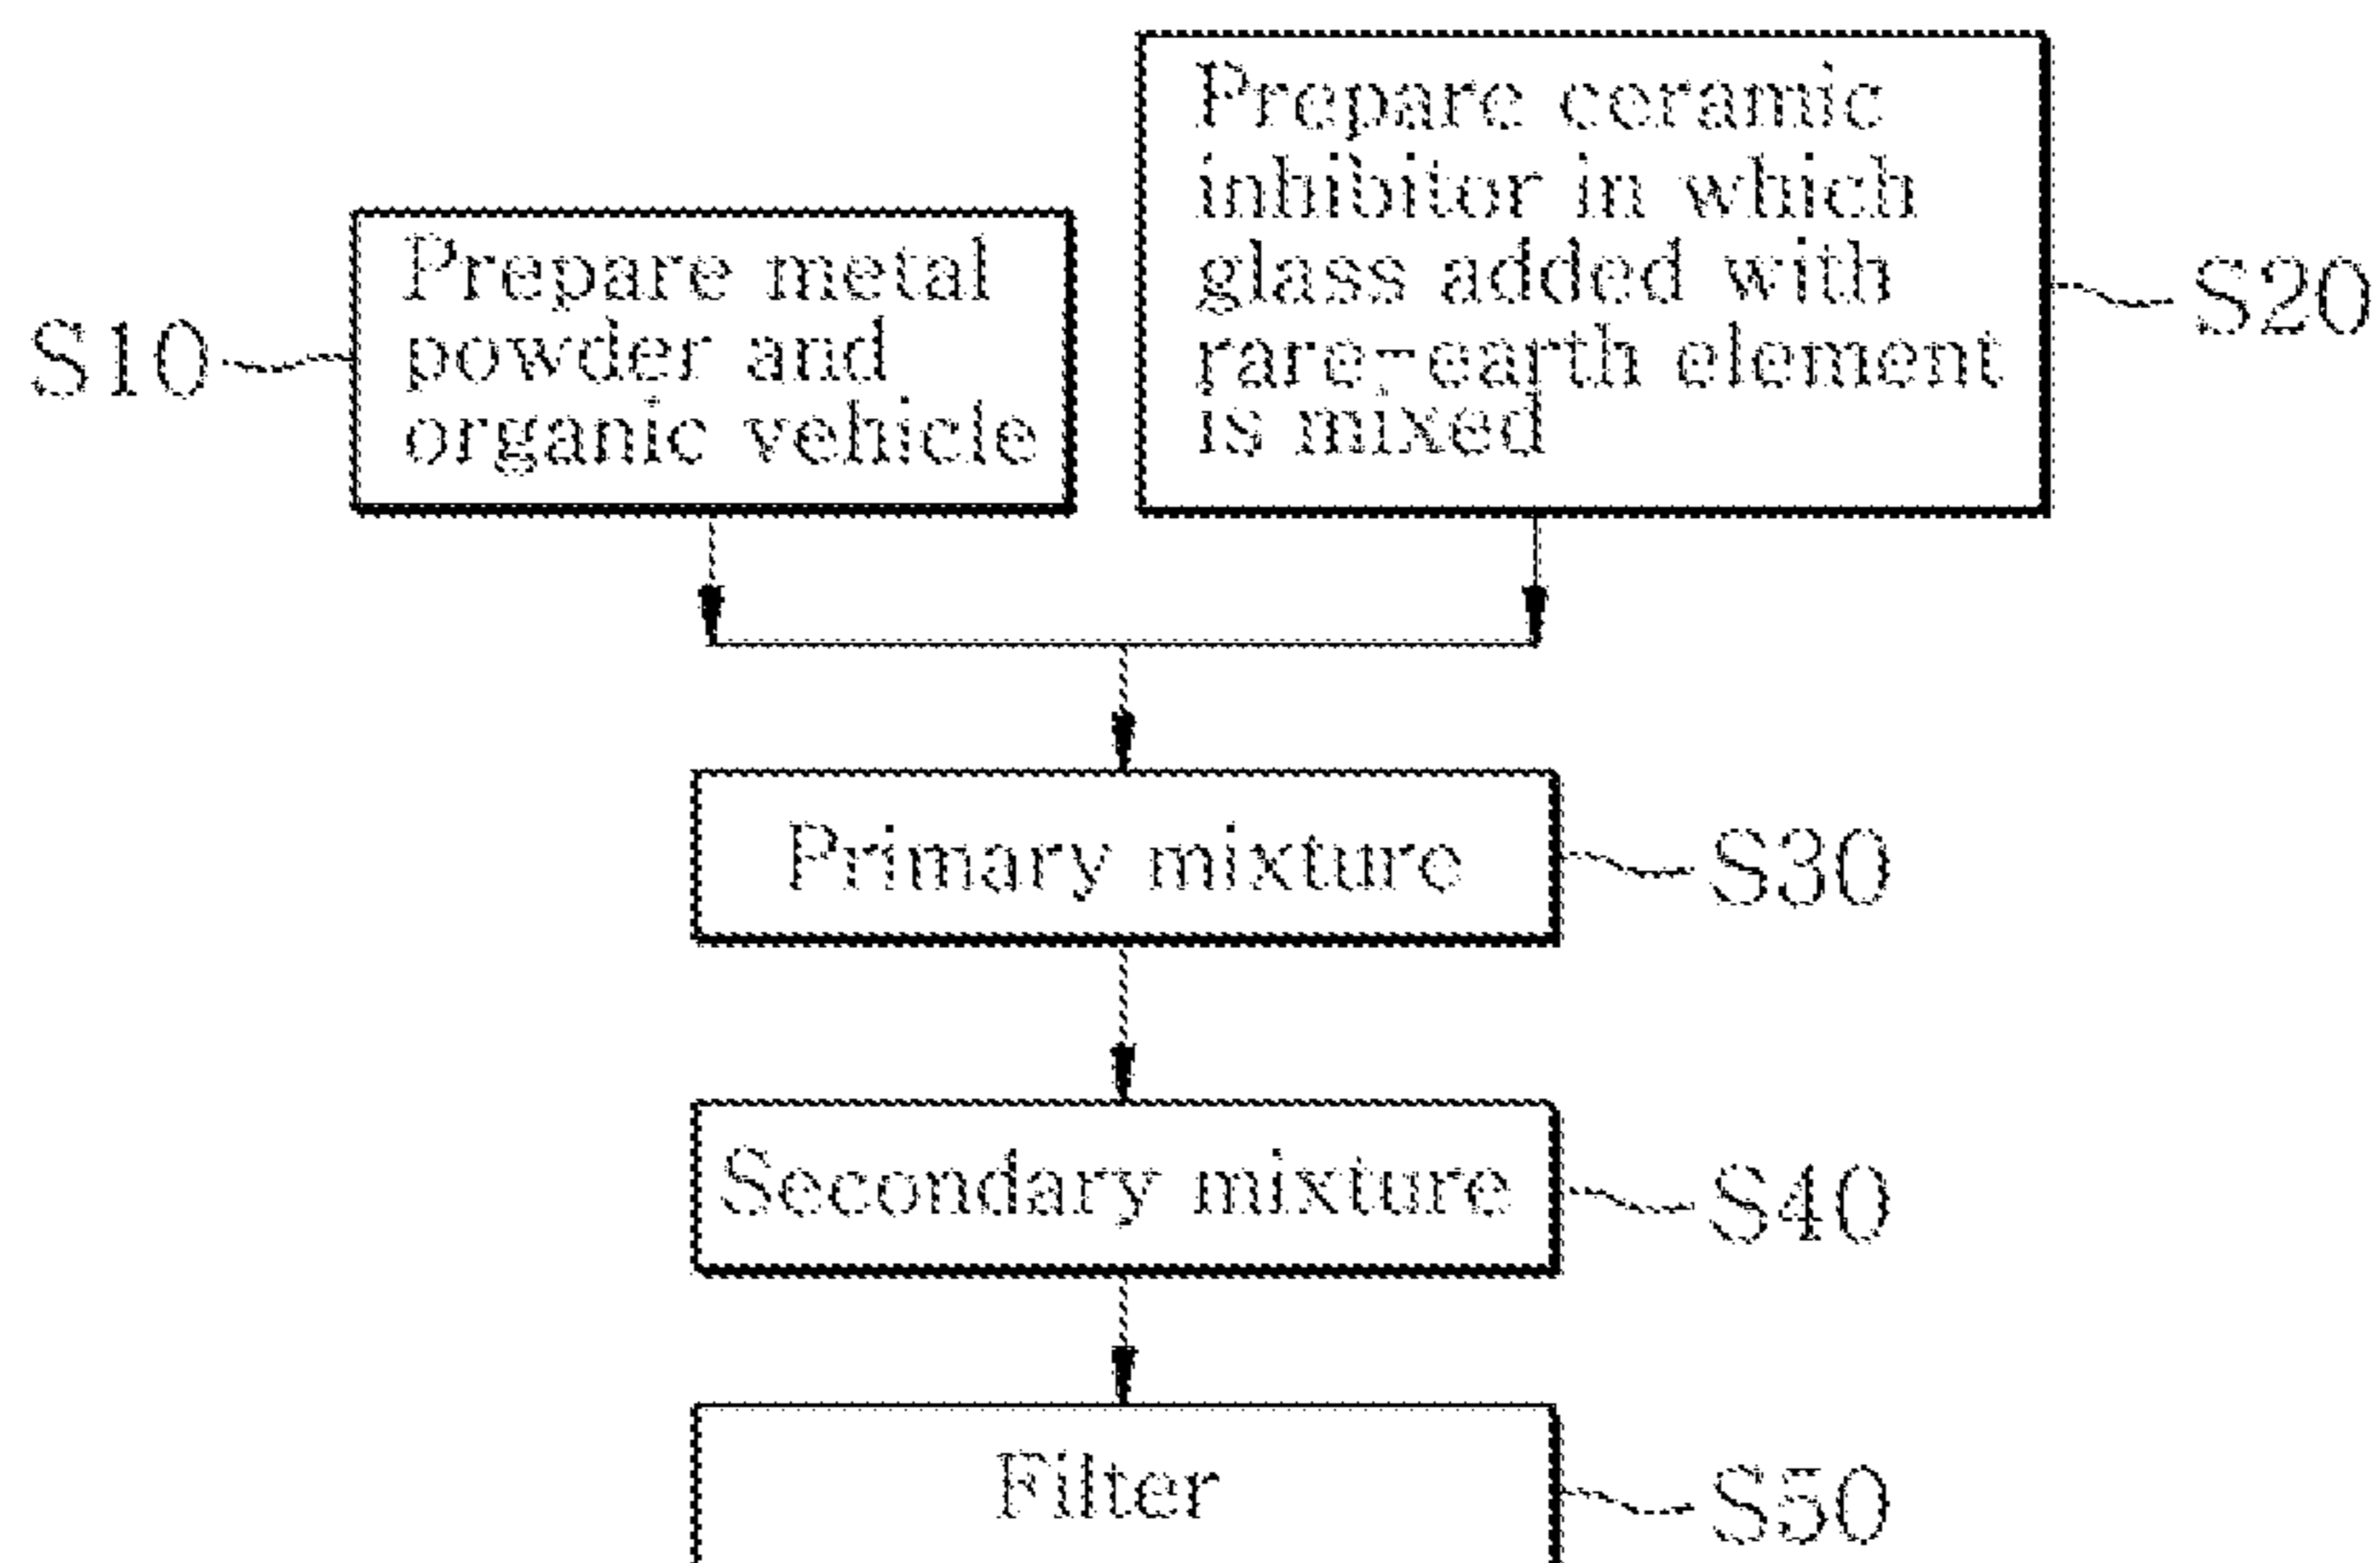 Prepare metal
powder and
organic vehicle
S10
Prepare ceramic
inhibitor in which
glass added with
rare-earth element
is mixed
S20
Primary mixture
S30
Secondary mixture
S40
Filter
S50